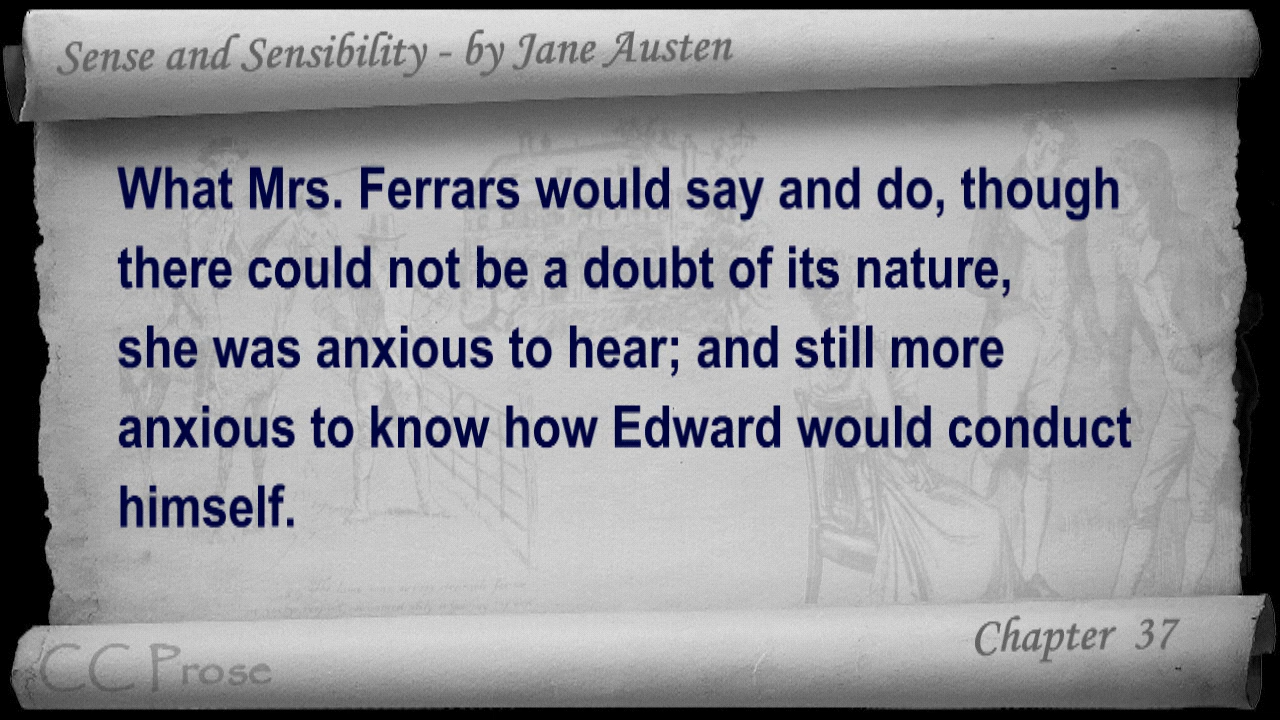 Sense and Sensibility - by Jane Austen
What Mrs. Ferrars would say and do, though
there could not be a doubt of its nature,
she was anxious to hear; and still more
anxious to know how Edward would conduct
himself.
Chapter 37
CC Prose